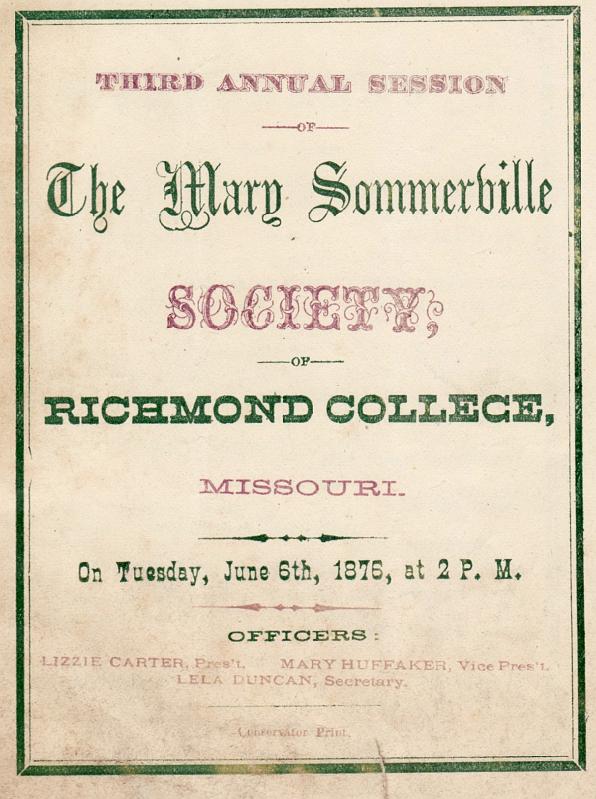 THIRD ANNUAL SESSION
OF
The Mary Sommerville
SOCIETY,
OF
RICHMOND COLLEGE,
MISSOURI.
On Tuesday, June 6th, 1876, at 2 P. M.
OFFICERS:
LIZZIE CARTER, Pres't. MARY HUFFAKER, Vice Pres't.
LELA DUNCAN, Secretary.
Conservator Print.